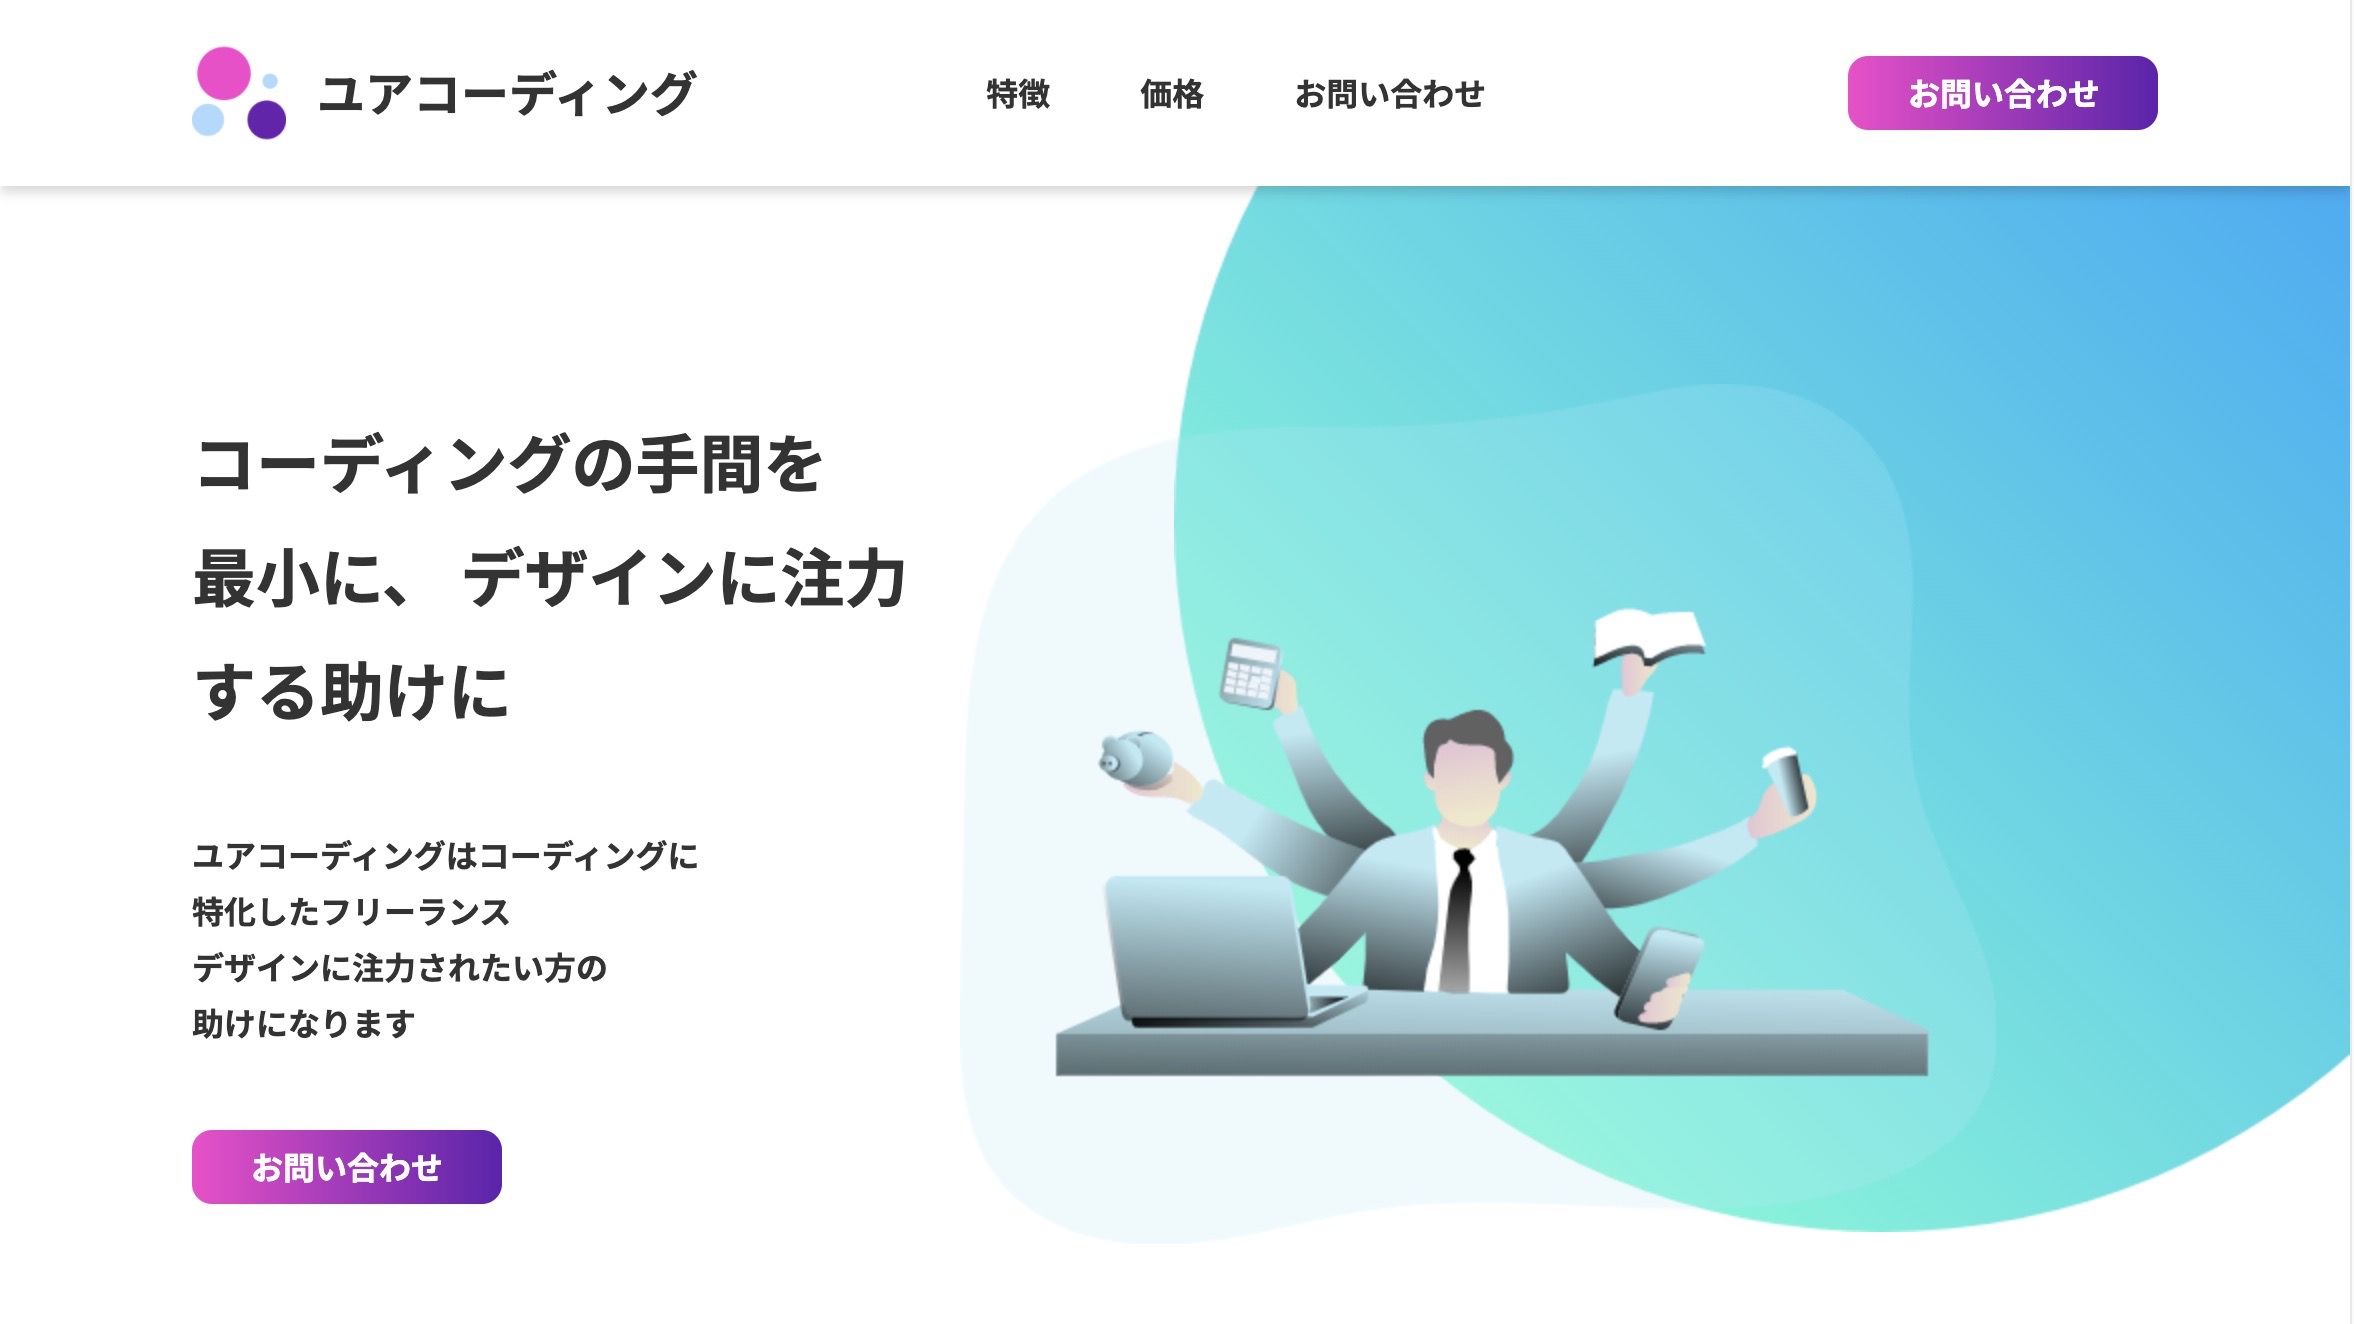 ユアコーディング
特徴 価格 お問い合わせ
お問い合わせ
コーディングの手間を
最小に、 デザインに注力
する助けに
ユアコーディングはコーディングに
特化したフリーランス
デザインに注力されたい方の
助けになります
お問い合わせ